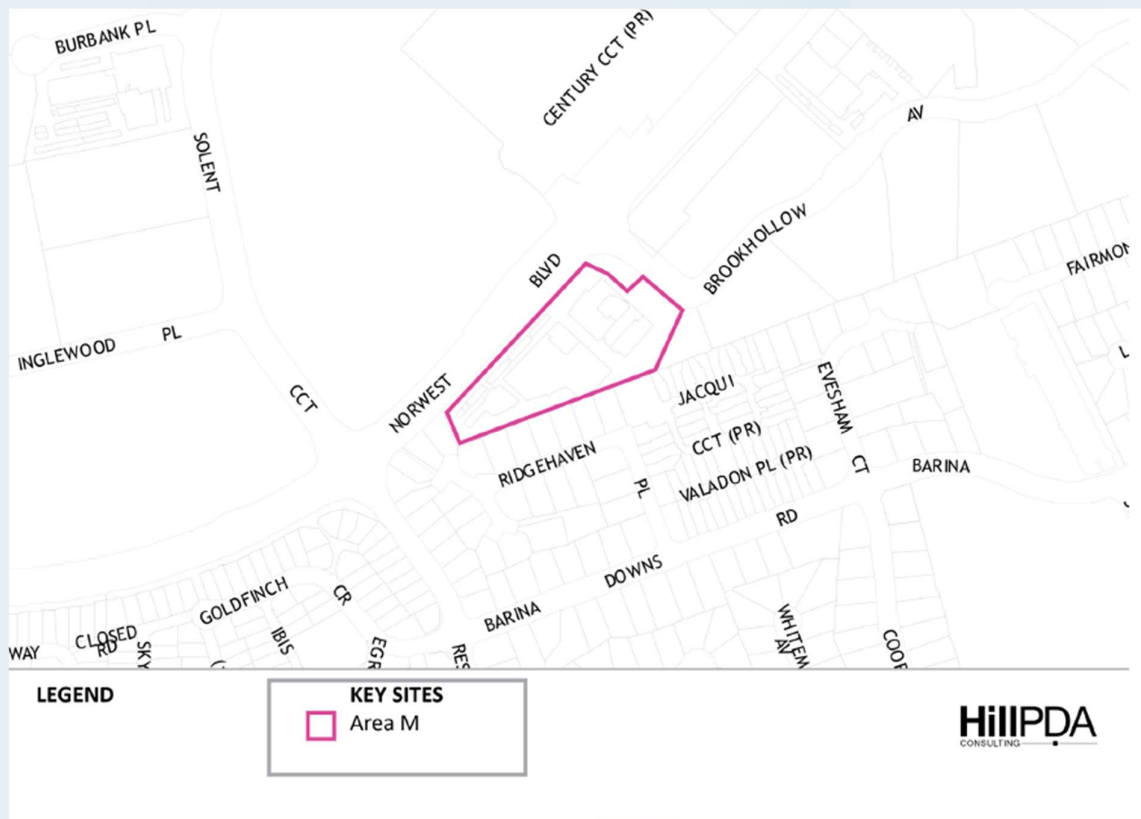 BURBANK PL
CENTURY CCT (PR)
SOLENT
AV
BROOKHOLLOW
BLVD
FAIRMON
INGLEWOOD PL
CCT
NORWEST
JACQUI
EVESHAM
CCT (PR)
RIDGEHAVEN
PL
VALADON PL (PR)
CT
BARINA
RD
DOWNS
GOLDFINCH
CR
BARINA
CLOSED
RD
WAY
SKY
IBIS
EGR
RES
WHITEM
AV
COOP
LEGEND
KEY SITES
Area M
HillPDA
CONSULTING